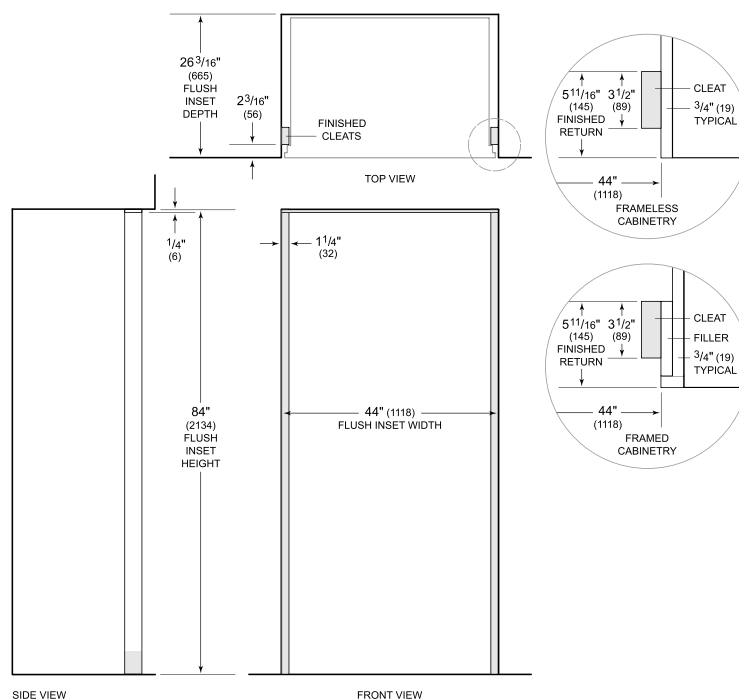 26 3/16"
(665)
FLUSH
INSET
DEPTH
2 3/16"
(56)
FINISHED
CLEATS
TOP VIEW
5 11/16"
(145)
FINISHED
RETURN
3 1/2"
(89)
CLEAT
3/4" (19)
TYPICAL
44"
(1118)
FRAMELESS
CABINETRY
1/4"
(6)
1 1/4"
(32)
84"
(2134)
FLUSH
INSET
HEIGHT
44" (1118)
FLUSH INSET WIDTH
5 11/16"
(145)
FINISHED
RETURN
3 1/2"
(89)
CLEAT
FILLER
3/4" (19)
TYPICAL
44"
(1118)
FRAMED
CABINETRY
SIDE VIEW
FRONT VIEW